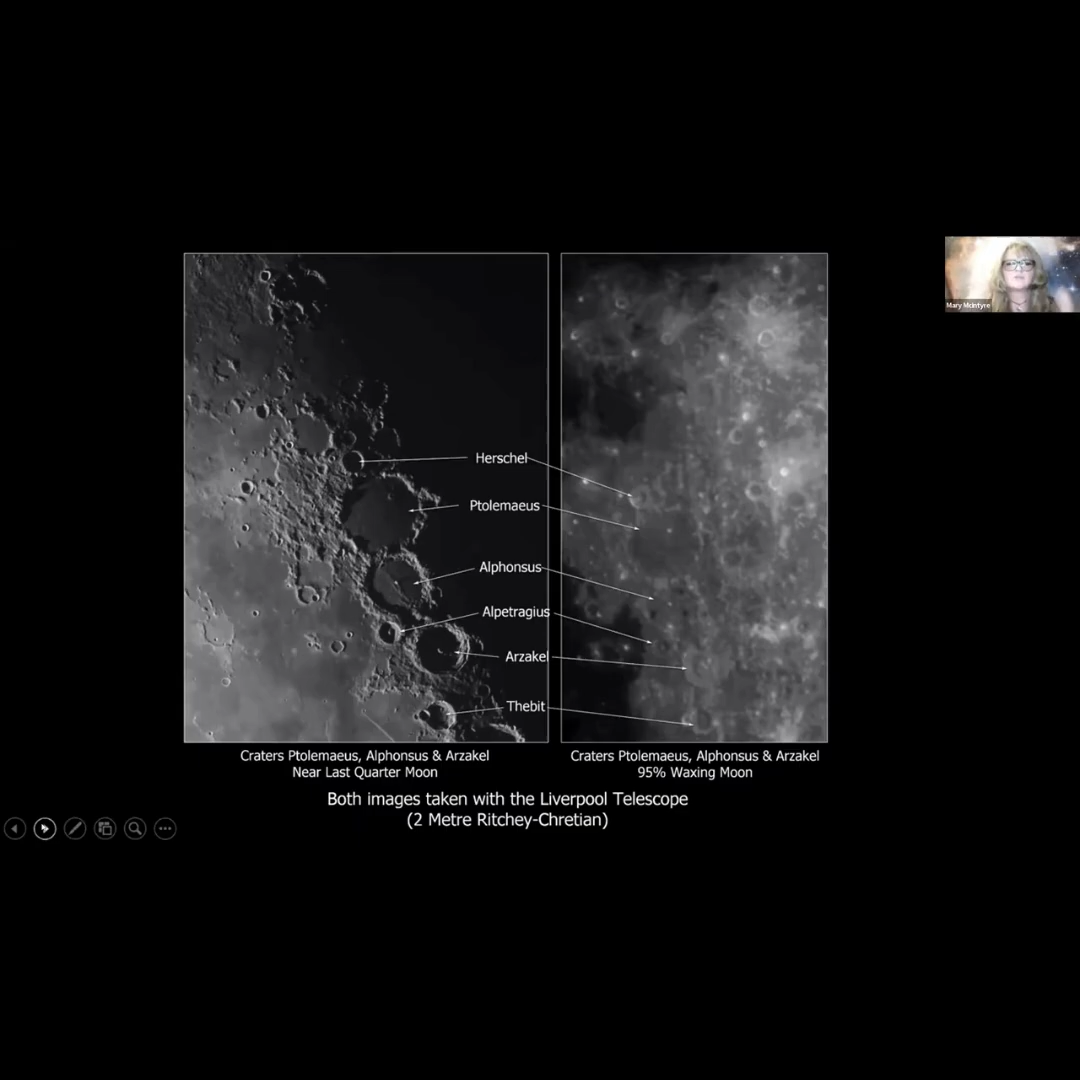 Mary McIntyre
Herschel
Ptolemaeus
Alphonsus
Alpetragius
Arzakel
Thebit
Craters Ptolemaeus, Alphonsus & Arzakel
Near Last Quarter Moon
Craters Ptolemaeus, Alphonsus & Arzakel
95% Waxing Moon
Both images taken with the Liverpool Telescope
(2 Metre Ritchey-Chretian)